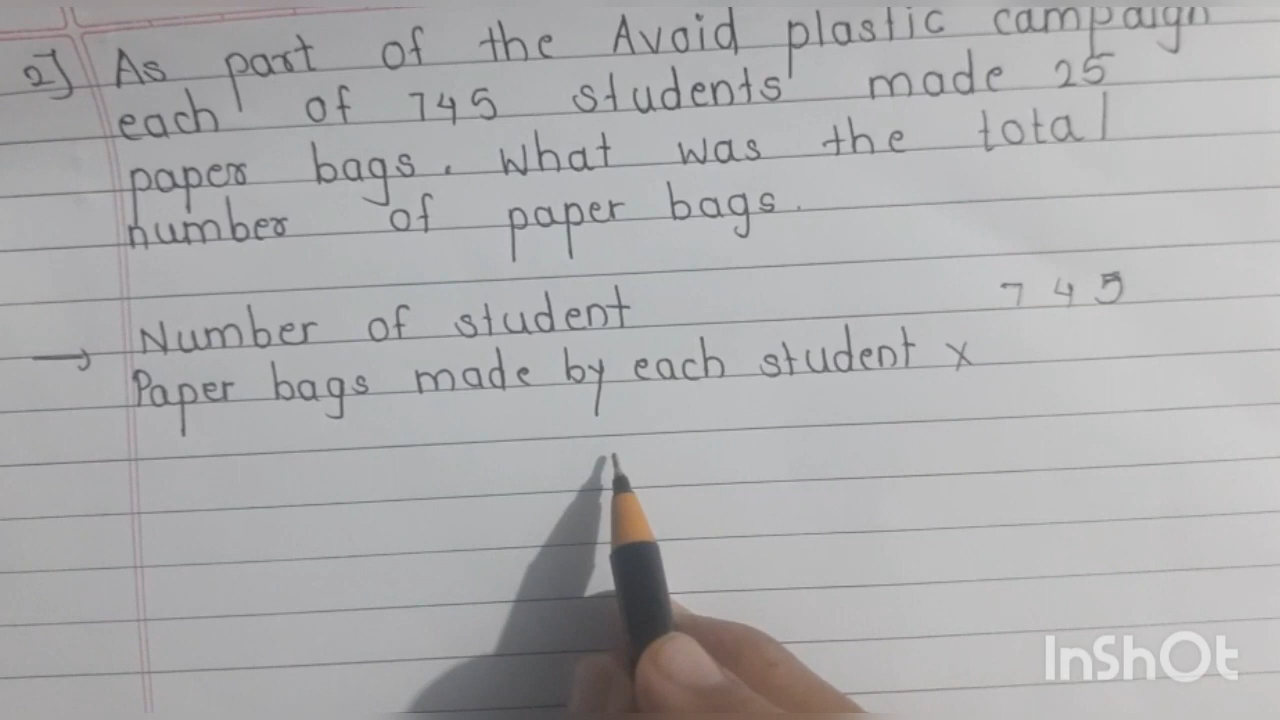 2] As part of the Avoid plastic campaign
each of 745 students made 25
paper bags. What was the total
number of paper bags.
→ Number of student 745
Paper bags made by each student x
InShOt